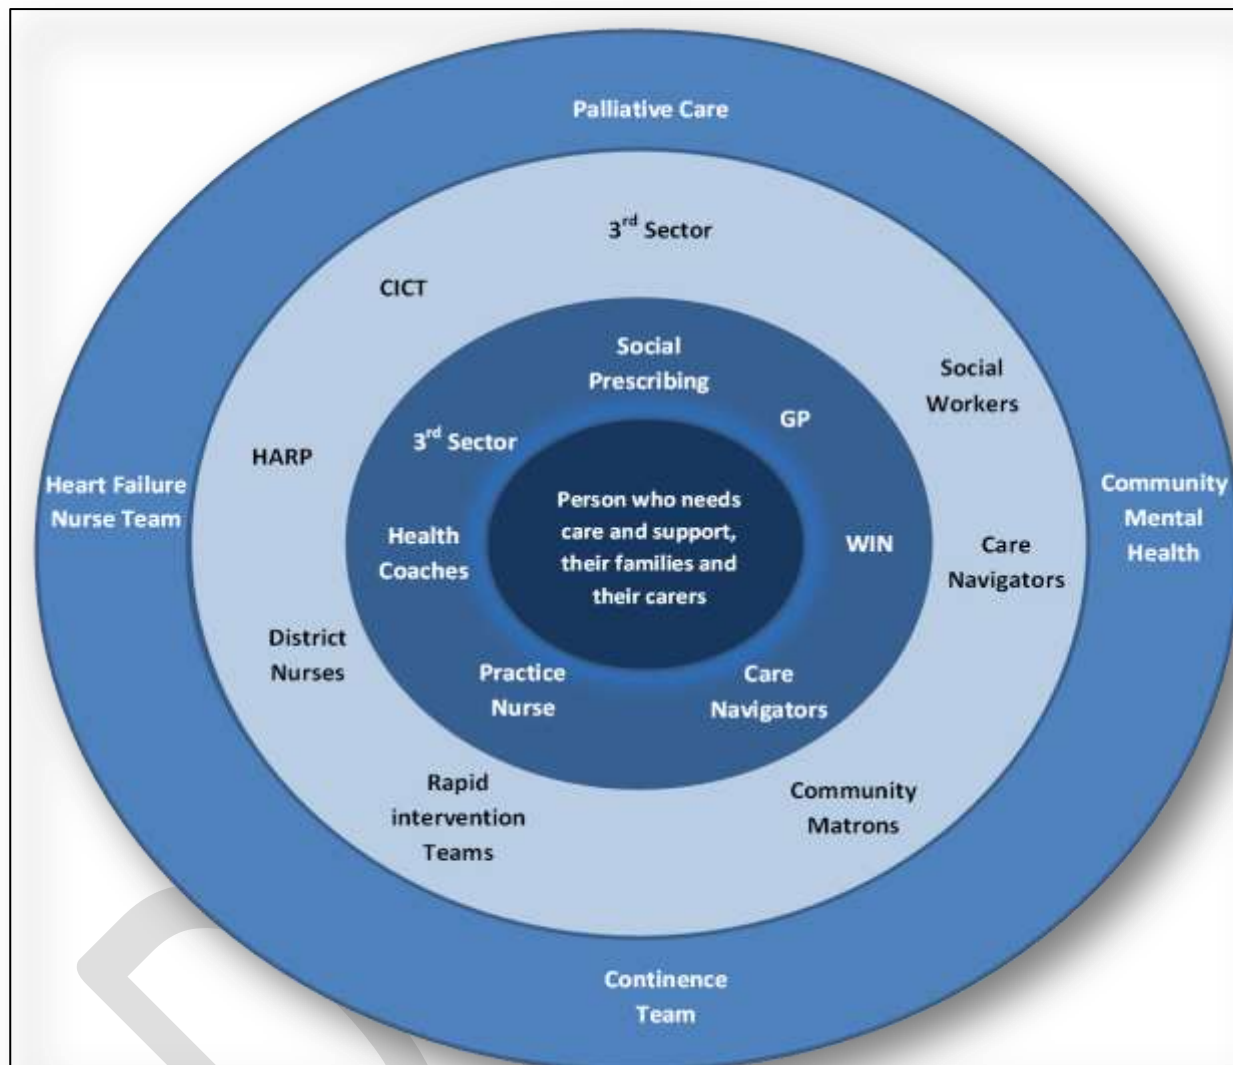 Palliative Care
3rd Sector
CICT
Social
Prescribing
Social
Workers
GP
3rd Sector
HARP
Heart Failure
Nurse Team
Community
Mental
Health
Person who needs
care and support,
their families and
their carers
Health
Coaches
WIN
Care
Navigators
District
Nurses
Practice
Nurse
Care
Navigators
Rapid
intervention
Teams
Community
Matrons
Continence
Team